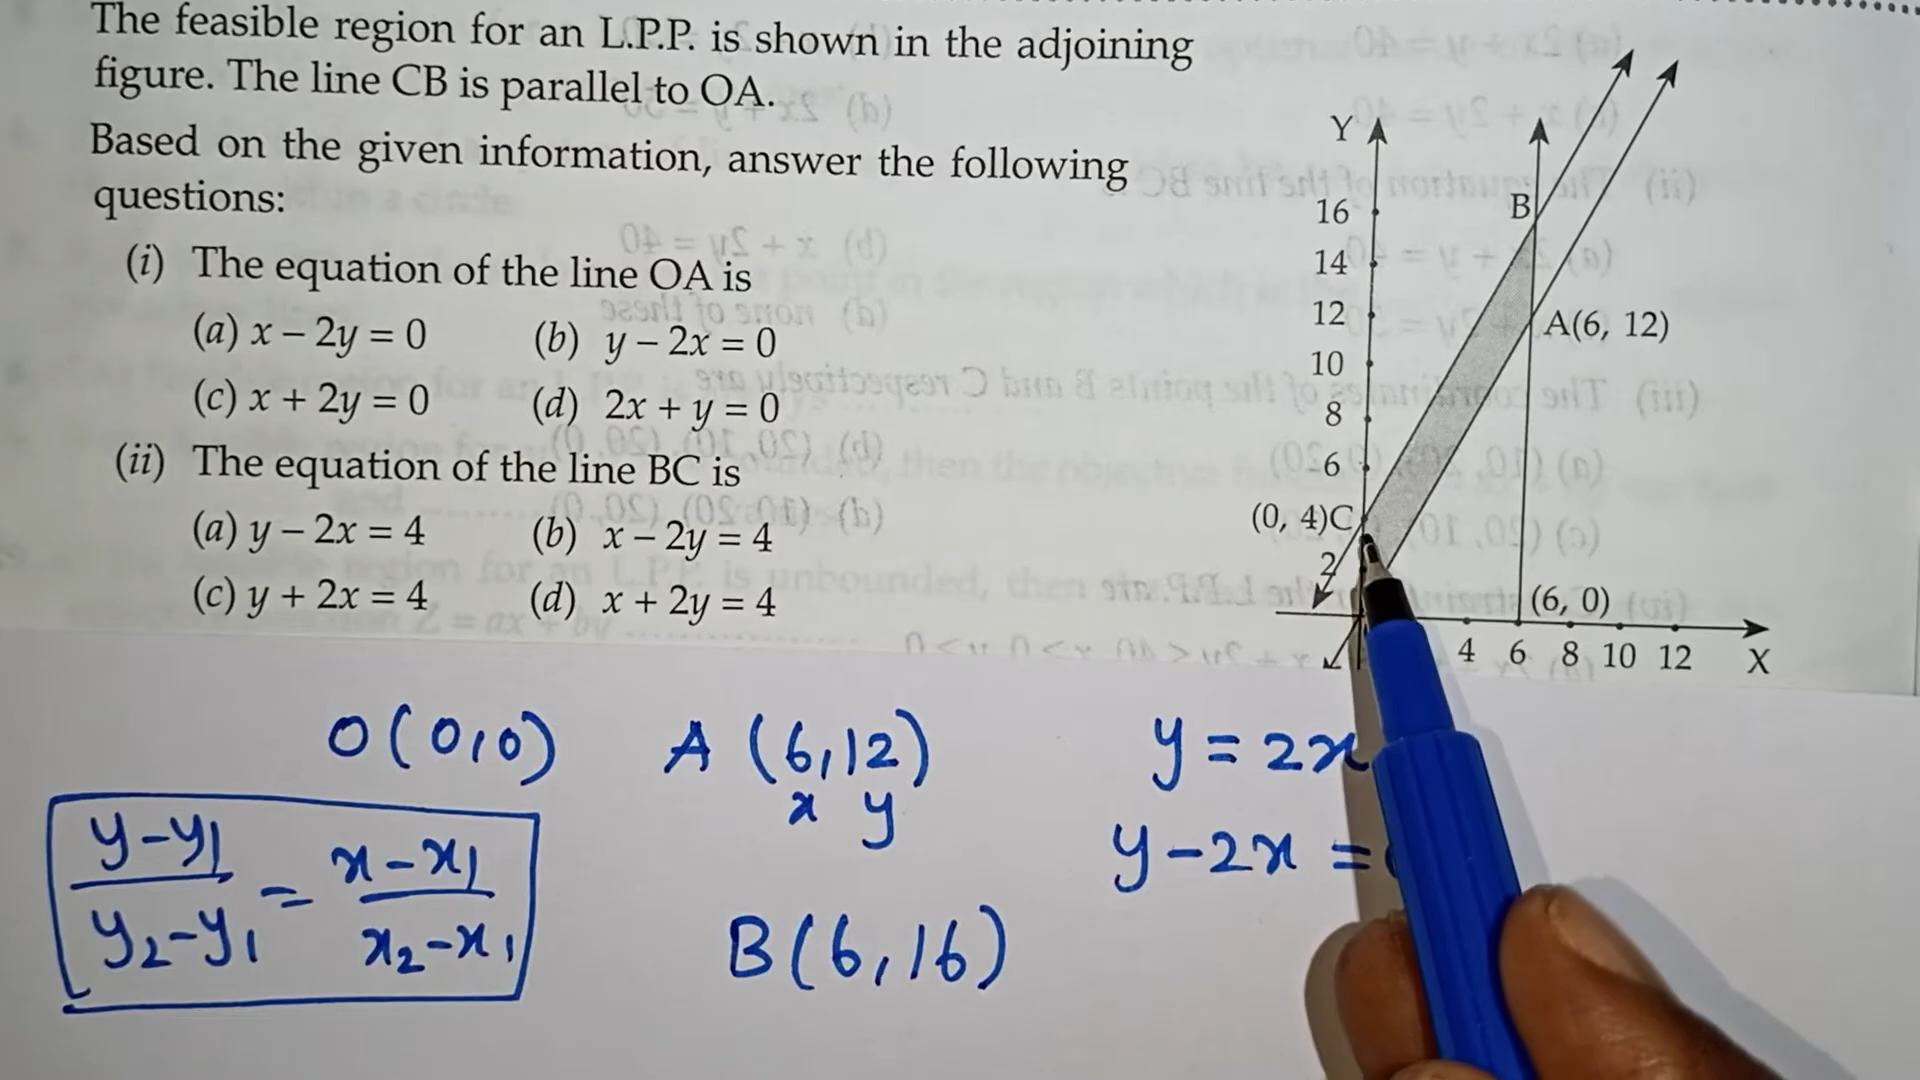 The feasible region for an L.P.P. is shown in the adjoining
figure. The line CB is parallel to OA.
Based on the given information, answer the following
questions:
(i) The equation of the line OA is
(a) x – 2y = 0 (b) y – 2x = 0
(c) x + 2y = 0 (d) 2x + y = 0
(ii) The equation of the line BC is
(a) y – 2x = 4 (b) x – 2y = 4
(c) y + 2x = 4 (d) x + 2y = 4
Y
16
B
14
12
A(6, 12)
10
8
6
(0, 4)C
2
(6, 0)
4 6 8 10 12 X
O(0,0) A (6,12) y = 2x
x y
y-y1/y2-y1 = x-x1/x2-x1
y-2x =
B(6,16)